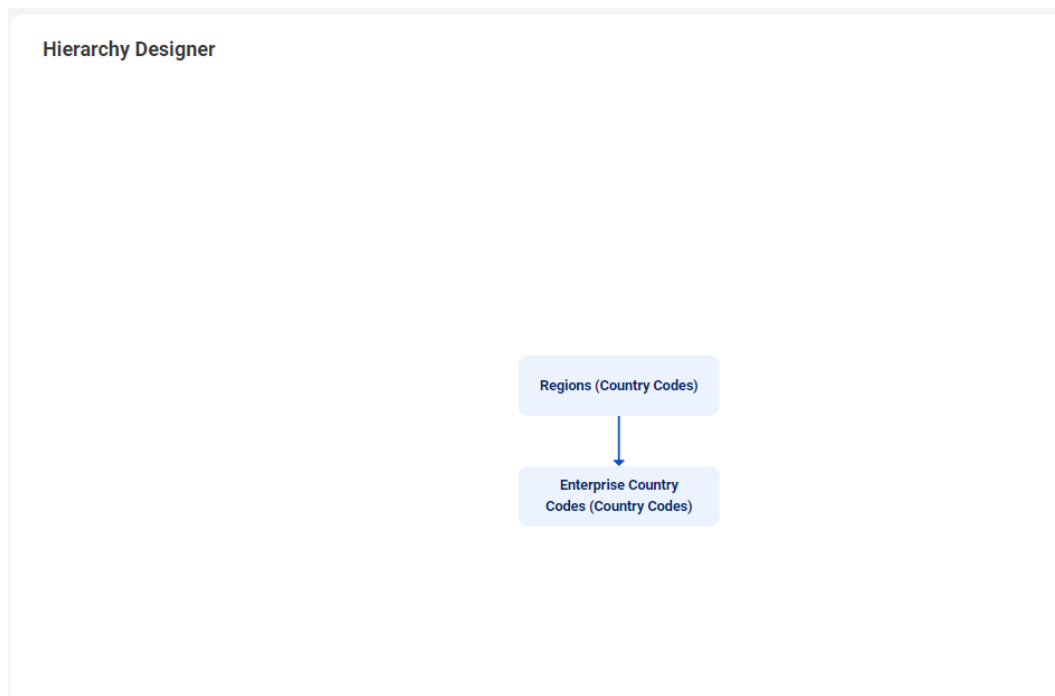 Hierarchy Designer
Regions (Country Codes)
Enterprise Country
Codes (Country Codes)